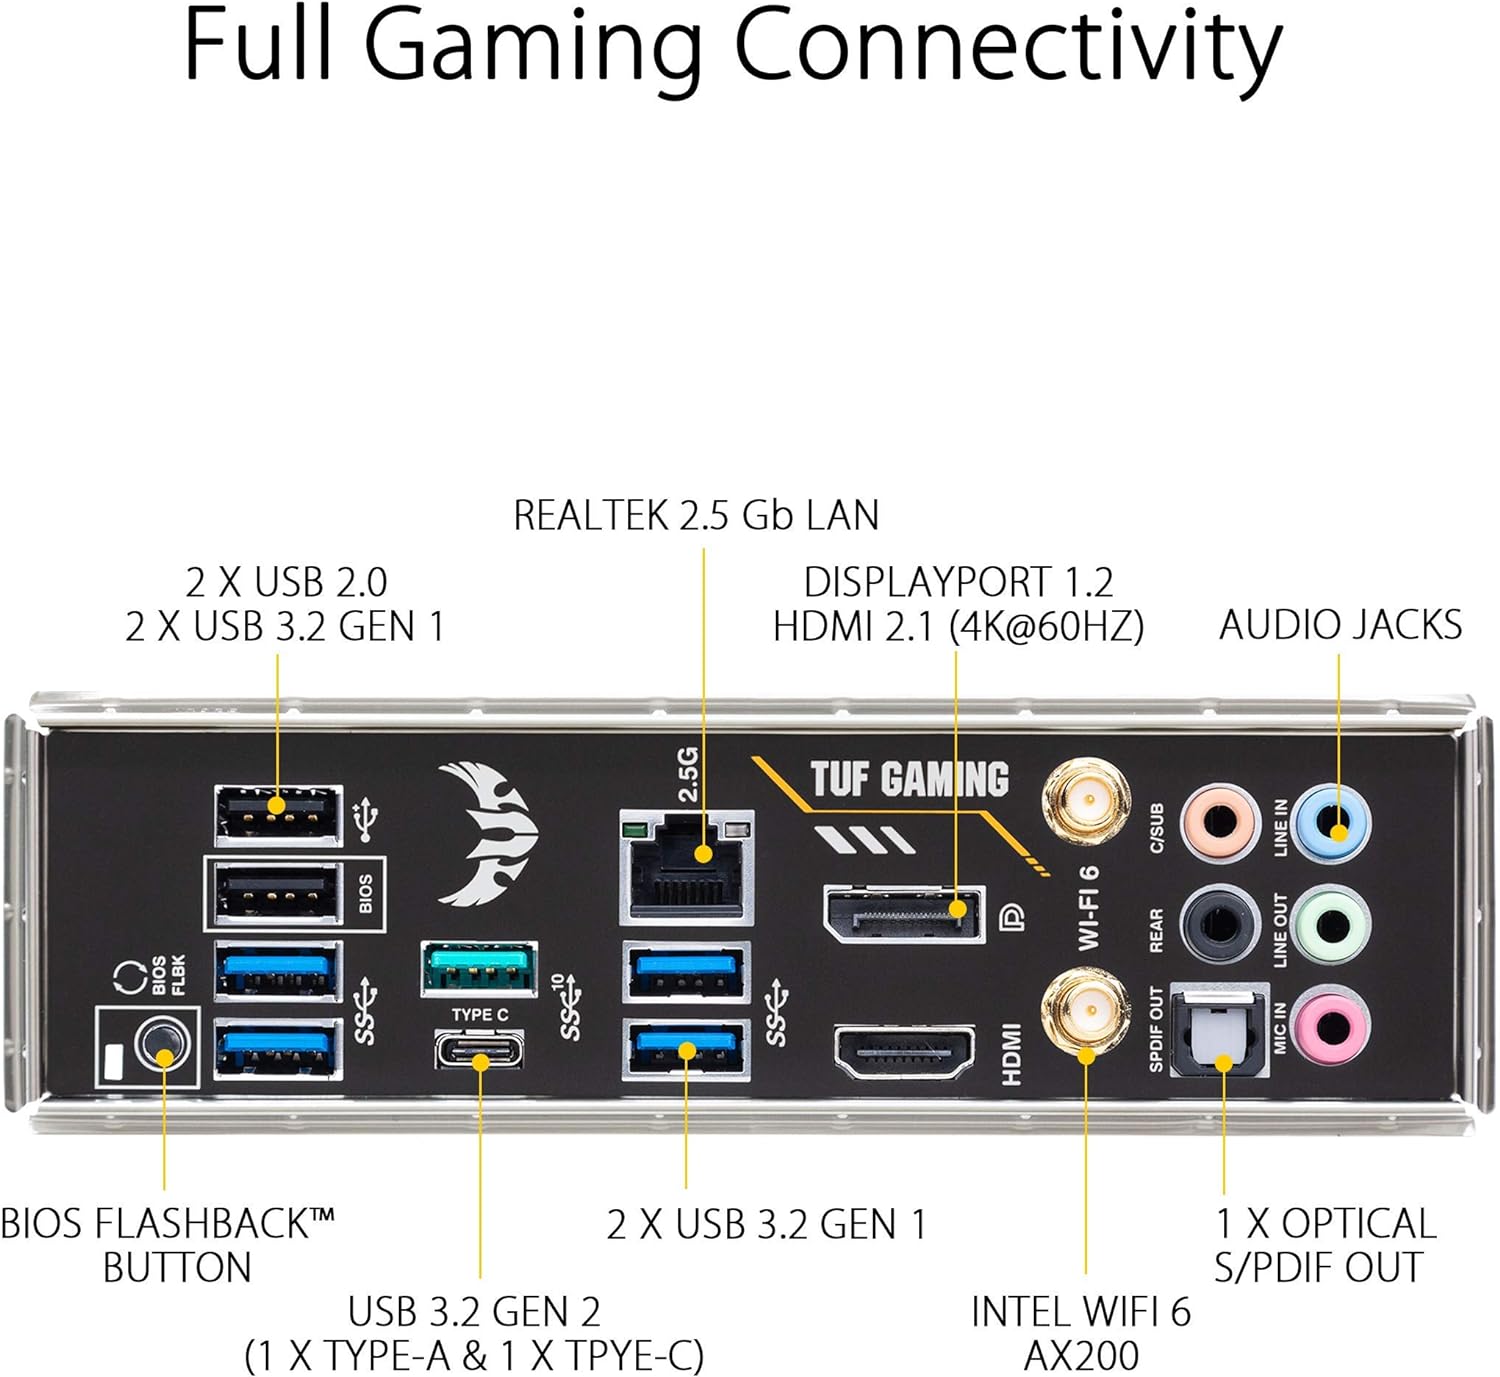 Full Gaming Connectivity
REALTEK 2.5 Gb LAN
2 X USB 2.0
2 X USB 3.2 GEN 1
DISPLAYPORT 1.2
HDMI 2.1 (4K@60HZ)
AUDIO JACKS
2.5G
TUF GAMING
C/SUB
LINE IN
BIOS
WI-FI 6
REAR
LINE OUT
BIOS
FLBK
SS
10
TYPE C
SS
SS
HDMI
SPDIF OUT
MIC IN
BIOS FLASHBACK™
BUTTON
2 X USB 3.2 GEN 1
1 X OPTICAL
S/PDIF OUT
USB 3.2 GEN 2
(1 X TYPE-A & 1 X TPYE-C)
INTEL WIFI 6
AX200